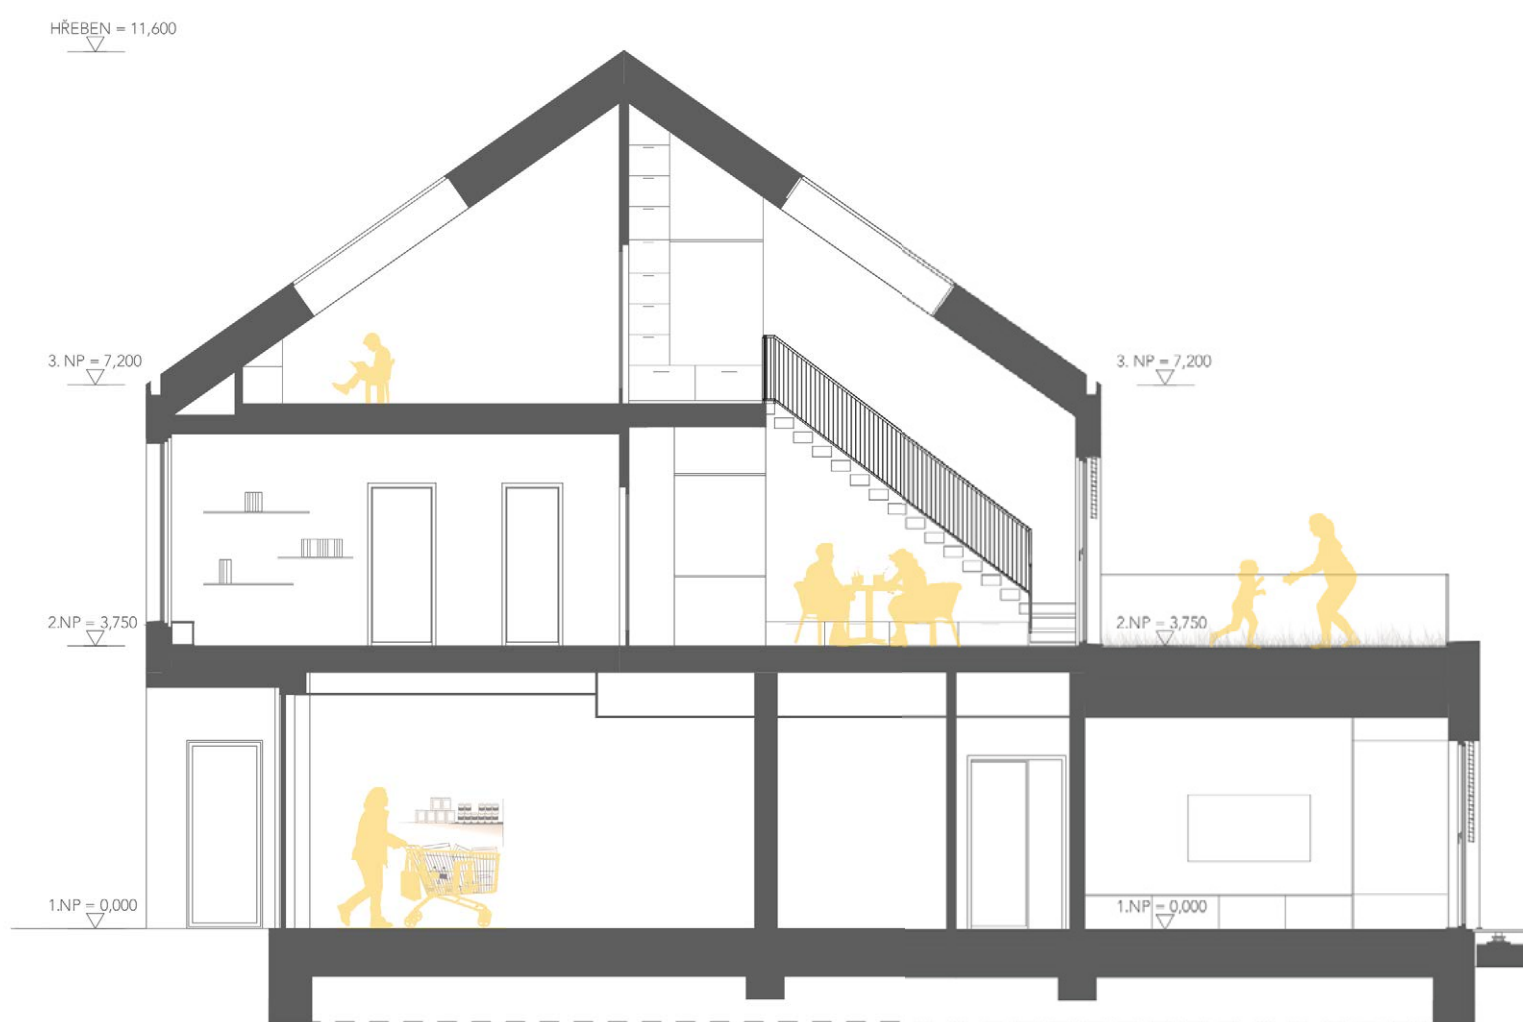 HŘEBEN = 11,600
3. NP = 7,200
3. NP = 7,200
2.NP = 3,750
2.NP = 3,750
1.NP = 0,000
1.NP = 0,000